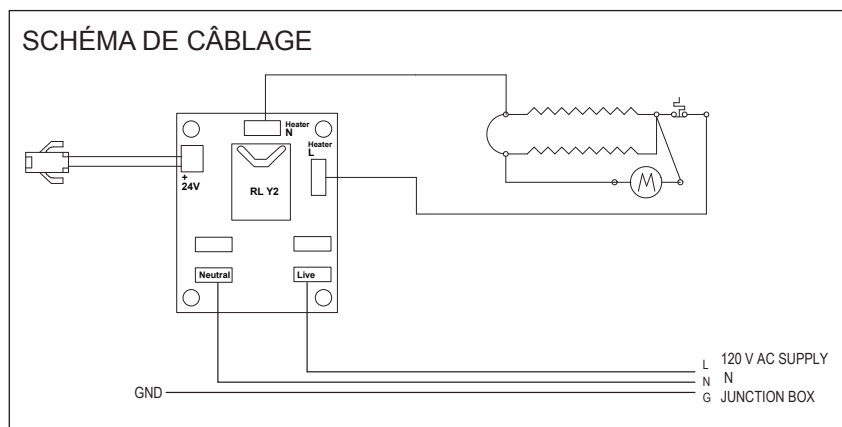 SCHÉMA DE CÂBLAGE
Heater
N
Heater
L
+
24V
RL Y2
M
Neutral
Live
L 120 V AC SUPPLY
N N
GND
G JUNCTION BOX